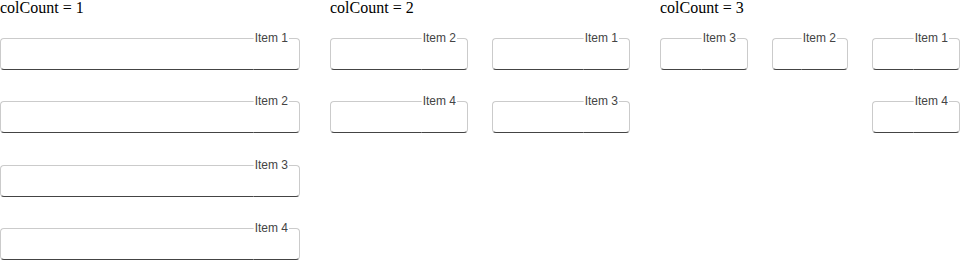 colCount = 1
Item 1
Item 2
Item 3
Item 4
colCount = 2
Item 2 Item 1
Item 4 Item 3
colCount = 3
Item 3 Item 2 Item 1
Item 4